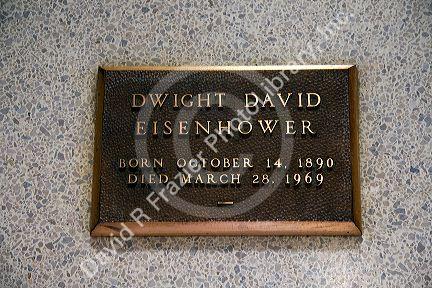 DWIGHT DAVID
EISENHOWER
BORN OCTOBER 14, 1890
DIED MARCH 28, 1969